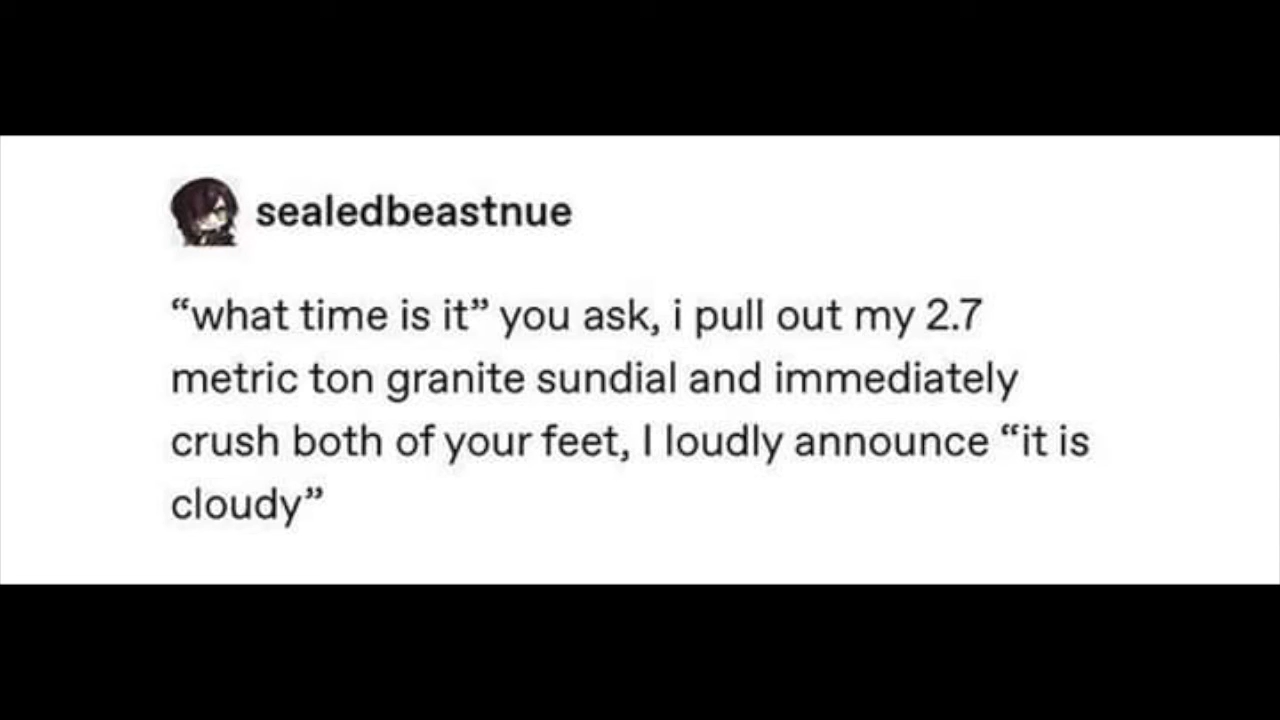 sealedbeastnue
“what time is it” you ask, i pull out my 2.7
metric ton granite sundial and immediately
crush both of your feet, I loudly announce “it is
cloudy”